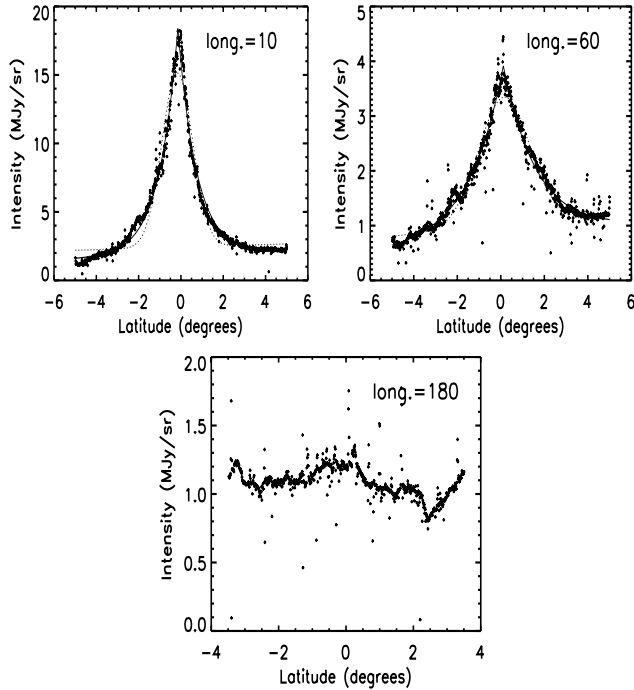 20
15
10
5
0
Intensity (MJy/sr)
long.=10
-6 -4 -2 0 2 4 6
Latitude (degrees)
5
4
3
2
1
0
Intensity (MJy/sr)
long.=60
-6 -4 -2 0 2 4 6
Latitude (degrees)
2.0
1.5
1.0
0.5
0.0
Intensity (MJy/sr)
long.=180
-4 -2 0 2 4
Latitude (degrees)